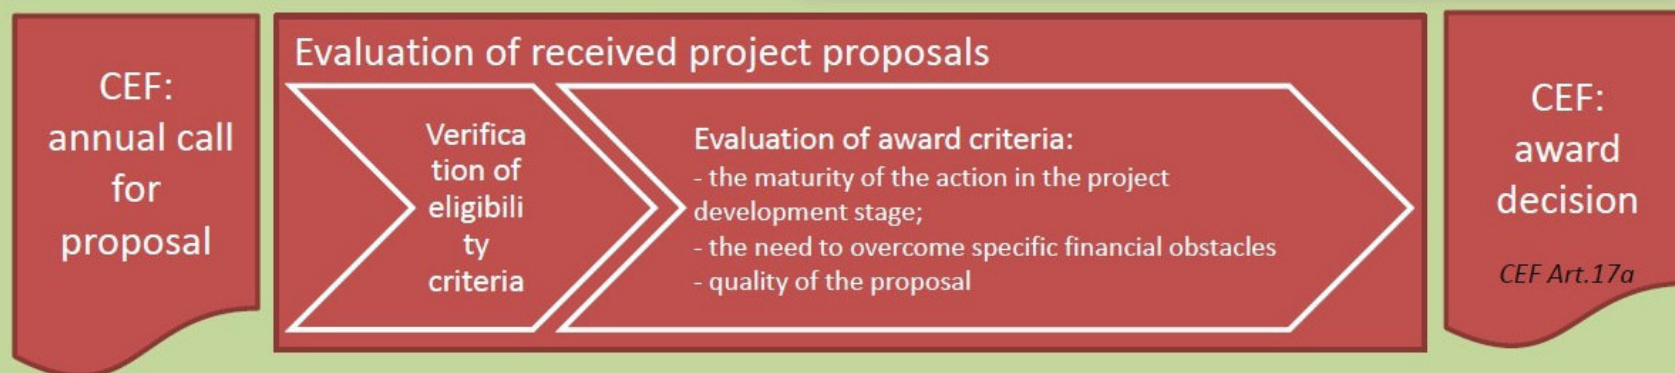 CEF:
annual call
for
proposal
Evaluation of received project proposals
Verifica
tion of
eligibili
ty
criteria
Evaluation of award criteria:
- the maturity of the action in the project
development stage;
- the need to overcome specific financial obstacles
- quality of the proposal
CEF:
award
decision
CEF Art.17a